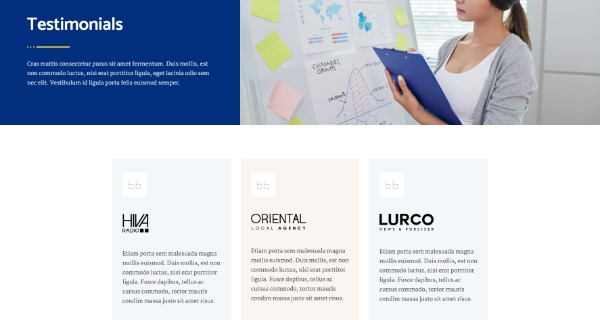 Testimonials
Cras mattis consectetur purus sit amet fermentum. Duis mollis, est
non commodo luctus, nisi erat porttitor ligula, eget lacinia odio sem
nec elit. Vestibulum id ligula porta felis euismod semper.
CUSTOMERS
GROUPS
HIVA
RADIO
Etiam porta sem malesuada magna
mollis euismod. Duis mollis, est non
commodo luctus, nisi erat porttitor
ligula. Fusce dapibus, tellus ac
cursus commodo, tortor mauris
condim massa justo sit amet risus.
ORIENTAL
LOCAL AGENCY
Etiam porta sem malesuada magna
mollis euismod. Duis mollis, est non
commodo luctus, nisi erat porttitor
ligula. Fusce dapibus, tellus ac
cursus commodo, tortor mauris
condim massa justo sit amet risus.
LURCO
NEWS & PUBLISER
Etiam porta sem malesuada magna
mollis euismod. Duis mollis, est non
commodo luctus, nisi erat porttitor
ligula. Fusce dapibus, tellus ac
cursus commodo, tortor mauris
condim massa justo sit amet risus.